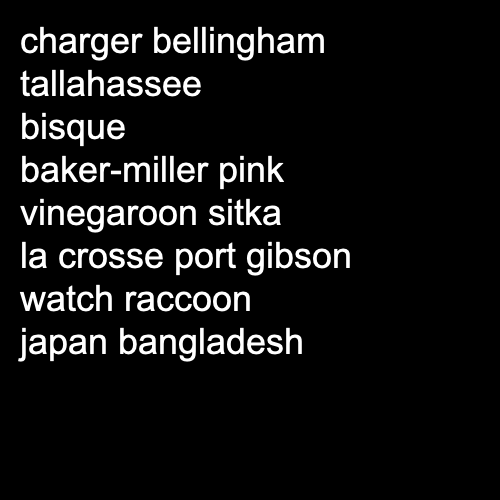 charger bellingham
tallahassee
bisque
baker-miller pink
vinegaroon sitka
la crosse port gibson
watch raccoon
japan bangladesh